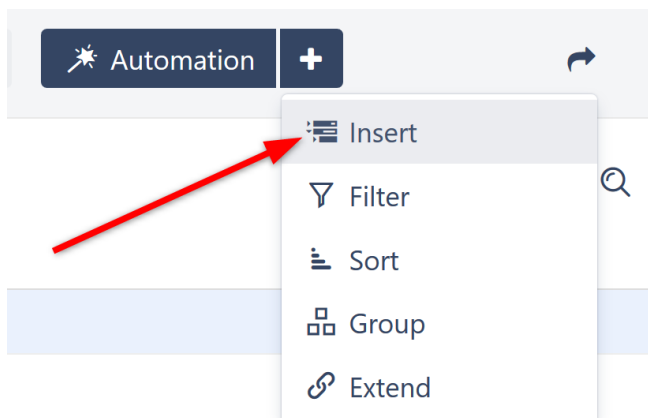 Automation
Insert
Filter
Sort
Group
Extend